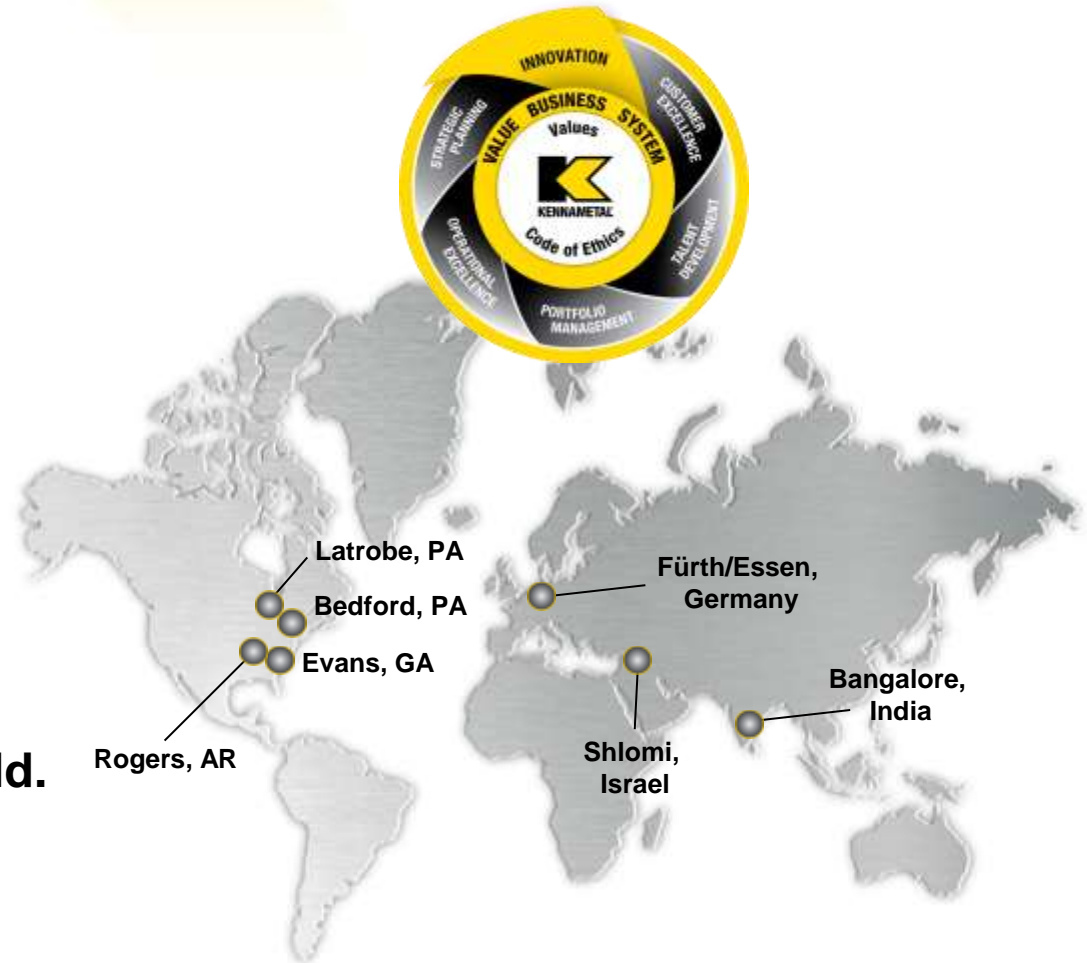 INNOVATION
CUSTOMER
EXCELLENCE
TALENT
DEVELOPMENT
PORTFOLIO
MANAGEMENT
OPERATIONAL
EXCELLENCE
STRATEGIC
PLANNING
VALUE BUSINESS SYSTEM
Values
KENNAMETAL
Code of Ethics
Latrobe, PA
Bedford, PA
Evans, GA
Rogers, AR
Fürth/Essen,
Germany
Shlomi,
Israel
Bangalore,
India
ld.